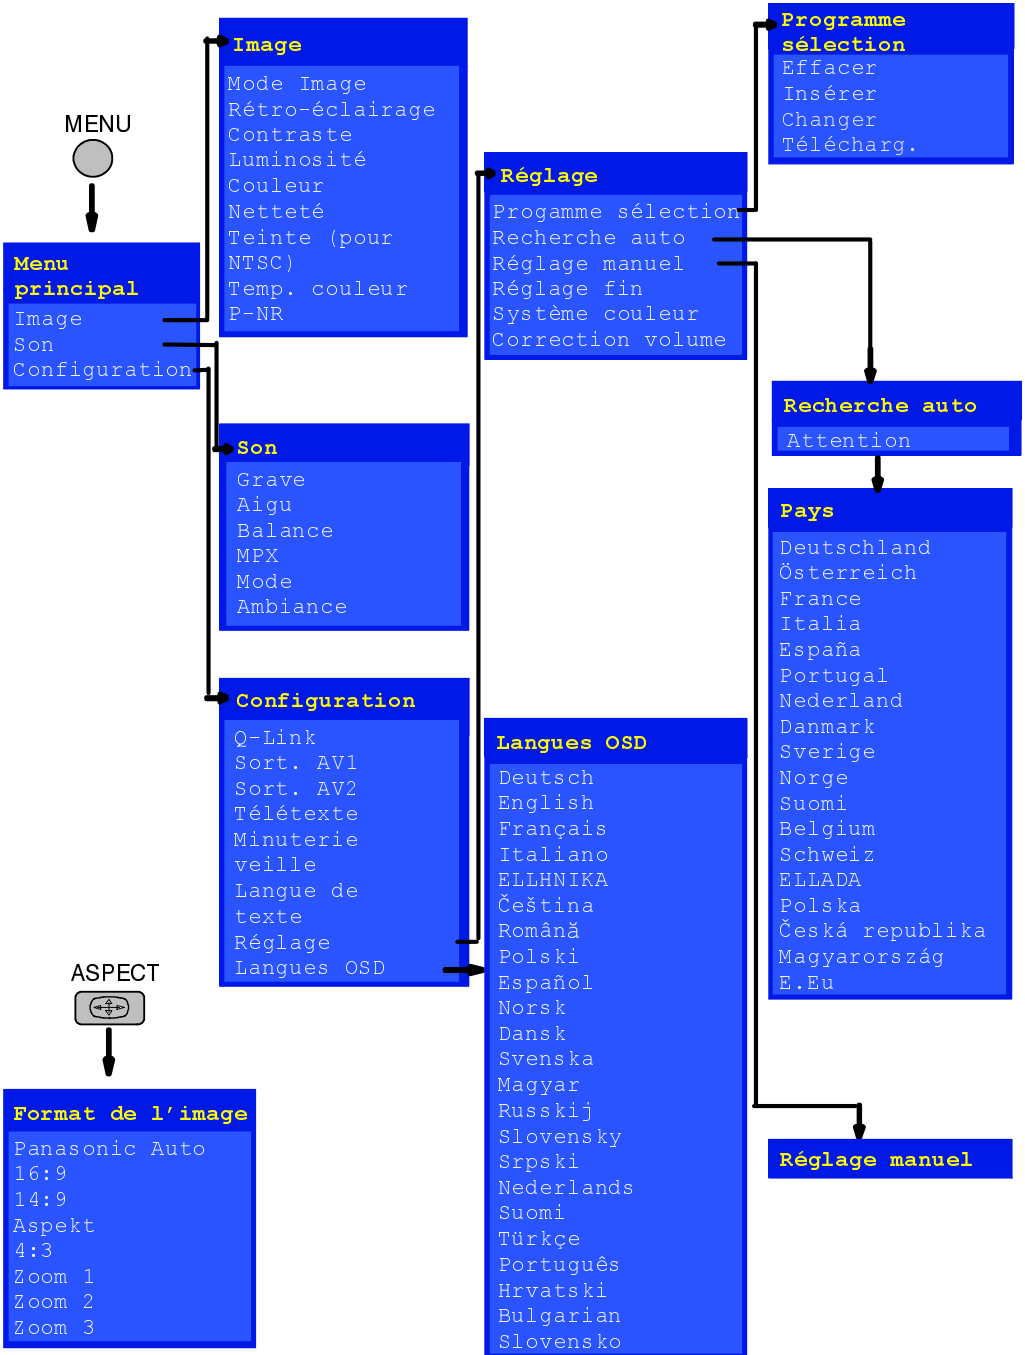 MENU
Menu
principal
Image
Son
Configuration
Image
Mode Image
Rétro-éclairage
Contraste
Luminosité
Couleur
Netteté
Teinte (pour
NTSC)
Temp. couleur
P-NR
Son
Grave
Aigu
Balance
MPX
Mode
Ambiance
Configuration
Q-Link
Sort. AV1
Sort. AV2
Télétexte
Minuterie
veille
Langue de
texte
Réglage
Langues OSD
Réglage
Progamme sélection
Recherche auto
Réglage manuel
Réglage fin
Système couleur
Correction volume
Programme
sélection
Effacer
Insérer
Changer
Télécharg.
Recherche auto
Attention
Pays
Deutschland
Österreich
France
Italia
España
Portugal
Nederland
Danmark
Sverige
Norge
Suomi
Belgium
Schweiz
ELLADA
Polska
Česká republika
Magyarország
E.Eu
Langues OSD
Deutsch
English
Français
Italiano
ELLHNIKA
Čeština
Română
Polski
Español
Norsk
Dansk
Svenska
Magyar
Russkij
Slovensky
Srpski
Nederlands
Suomi
Türkçe
Português
Hrvatski
Bulgarian
Slovensko
Réglage manuel
ASPECT
Format de l'image
Panasonic Auto
16:9
14:9
Aspekt
4:3
Zoom 1
Zoom 2
Zoom 3